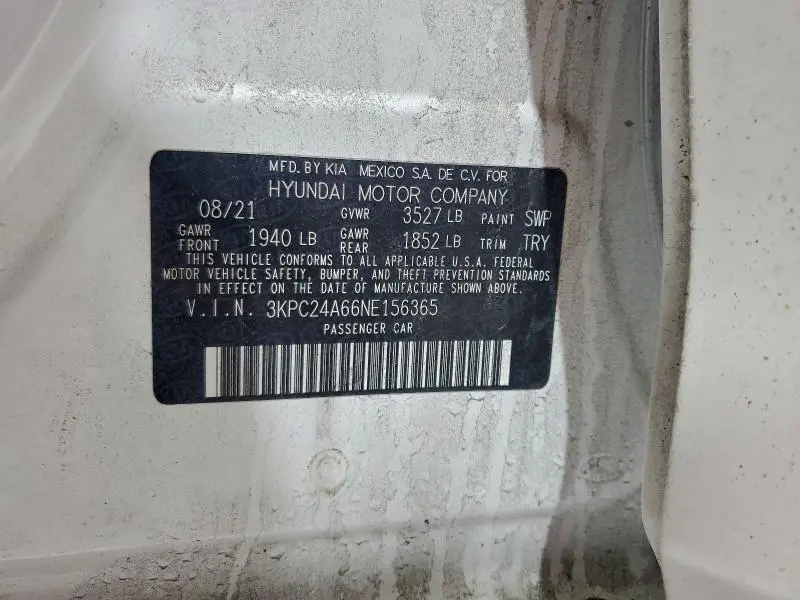 MFD. BY KIA MEXICO S.A. DE C.V. FOR
HYUNDAI MOTOR COMPANY
08/21 GVWR 3527 LB PAINT SWP
GAWR FRONT 1940 LB GAWR REAR 1852 LB TRIM TRY
THIS VEHICLE CONFORMS TO ALL APPLICABLE U.S.A. FEDERAL
MOTOR VEHICLE SAFETY, BUMPER, AND THEFT PREVENTION STANDARDS
IN EFFECT ON THE DATE OF MANUFACTURE SHOWN ABOVE.
V.I.N. 3KPC24A66NE156365
PASSENGER CAR